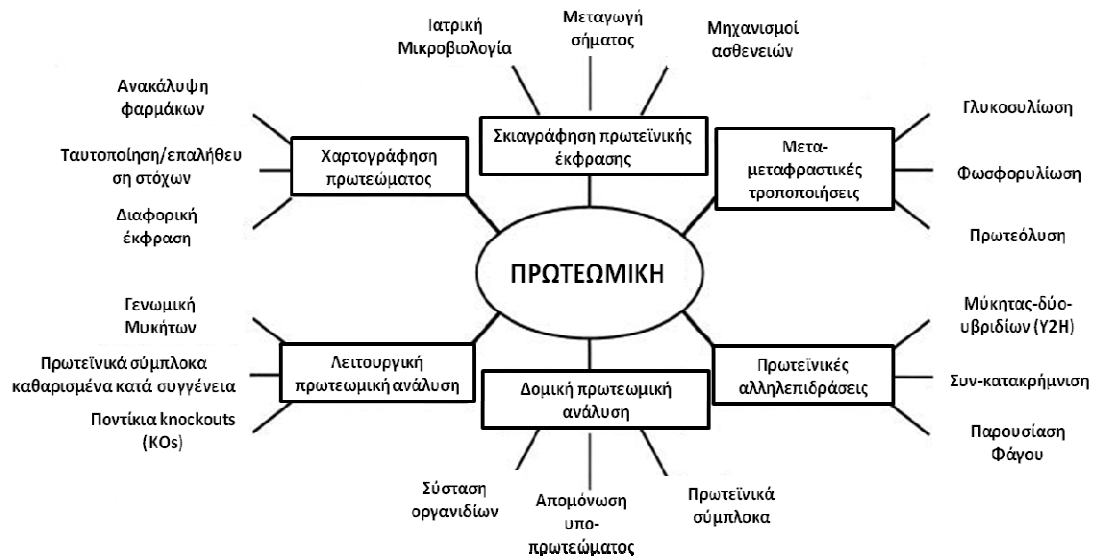 Ιατρική
Μικροβιολογία
Μεταγωγή
σήματος
Μηχανισμοί
ασθενειών
Ανακάλυψη
φαρμάκων
Ταυτοποίηση/επαλήθευ
ση στόχων
Διαφορική
έκφραση
Χαρτογράφηση
πρωτεώματος
Σκιαγράφηση πρωτεϊνικής
έκφρασης
Μετα-
μεταφραστικές
τροποποιήσεις
Γλυκοσυλίωση
Φωσφορυλίωση
Πρωτεόλυση
ΠΡΩΤΕΩΜΙΚΗ
Γενωμική
Μυκήτων
Πρωτεϊνικά σύμπλοκα
καθαρισμένα κατά συγγένεια
Ποντίκια knockouts
(KOs)
Λειτουργική
πρωτεωμική ανάλυση
Δομική πρωτεωμική
ανάλυση
Πρωτεϊνικές
αλληλεπιδράσεις
Μύκητας-δύο-
υβριδίων (Y2H)
Συν-κατακρήμνιση
Παρουσίαση
Φάγου
Σύσταση
οργανιδίων
Απομόνωση
υπο-
πρωτεώματος
Πρωτεϊνικά
σύμπλοκα